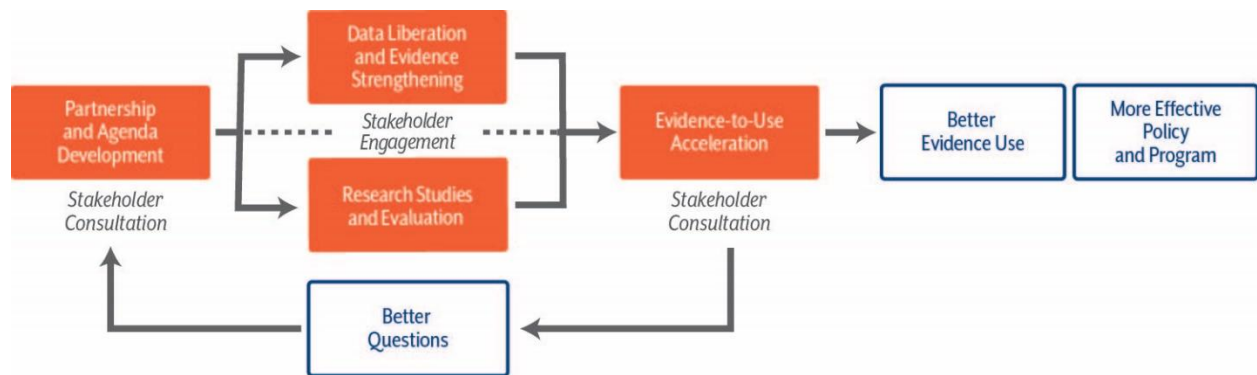 Partnership
and Agenda
Development
Stakeholder
Consultation
Data Liberation
and Evidence
Strengthening
Stakeholder
Engagement
Research Studies
and Evaluation
Evidence-to-Use
Acceleration
Stakeholder
Consultation
Better
Evidence Use
More Effective
Policy
and Program
Better
Questions